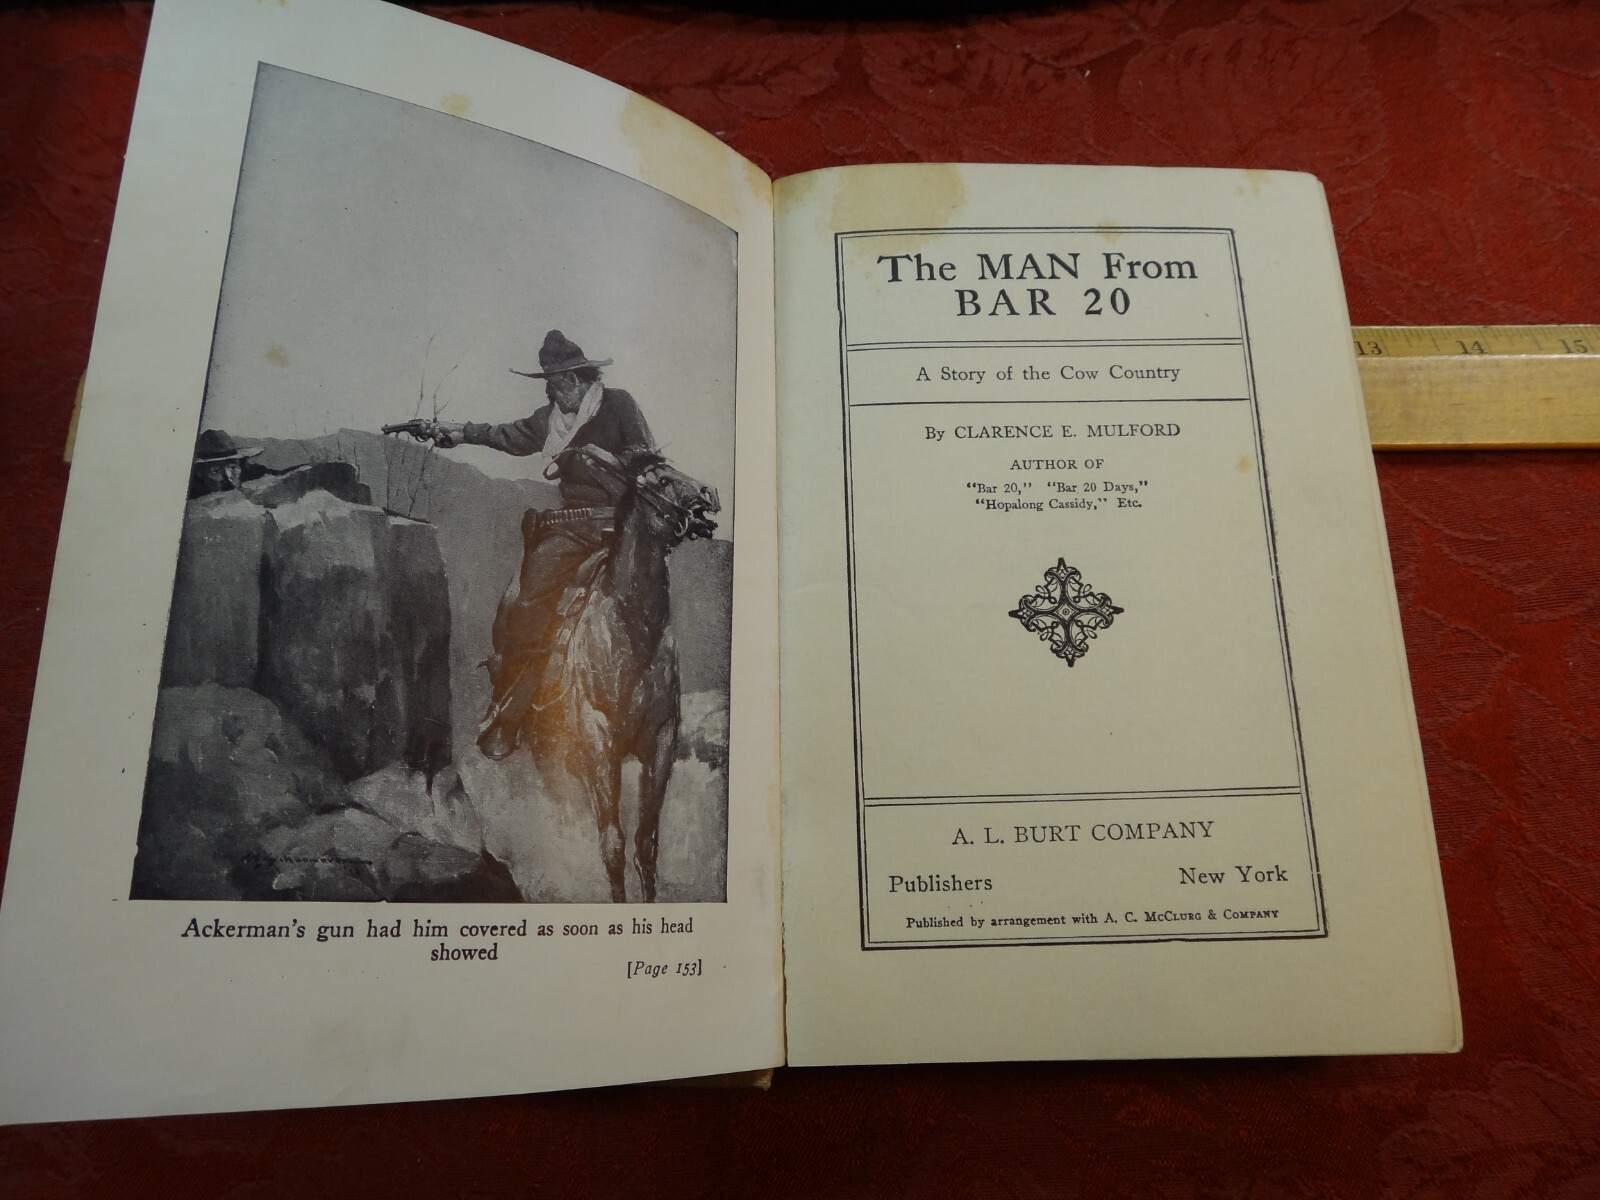 Ackerman's gun had him covered as soon as his head
showed
[Page 153]
The MAN From
BAR 20
A Story of the Cow Country
By CLARENCE E. MULFORD
AUTHOR OF
"Bar 20," "Bar 20 Days,"
"Hopalong Cassidy," Etc.
A. L. BURT COMPANY
Publishers New York
Published by arrangement with A. C. McClurg & Company
13 14 15